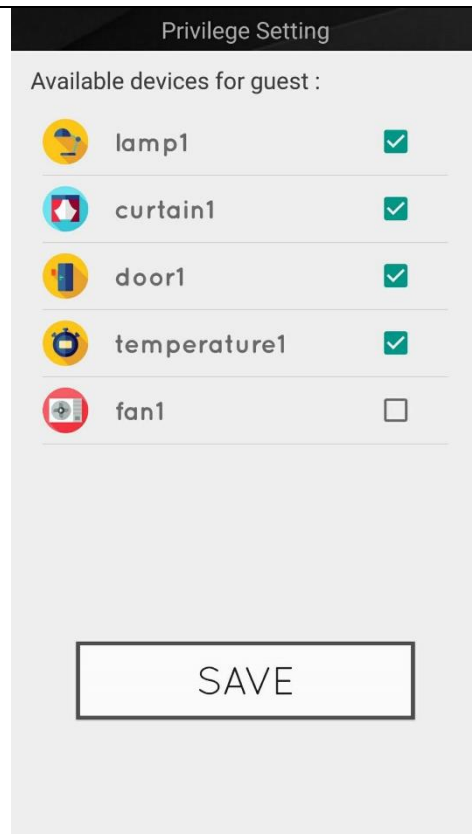 Privilege Setting
Available devices for guest :
lamp1
curtain1
door1
temperature1
fan1
SAVE